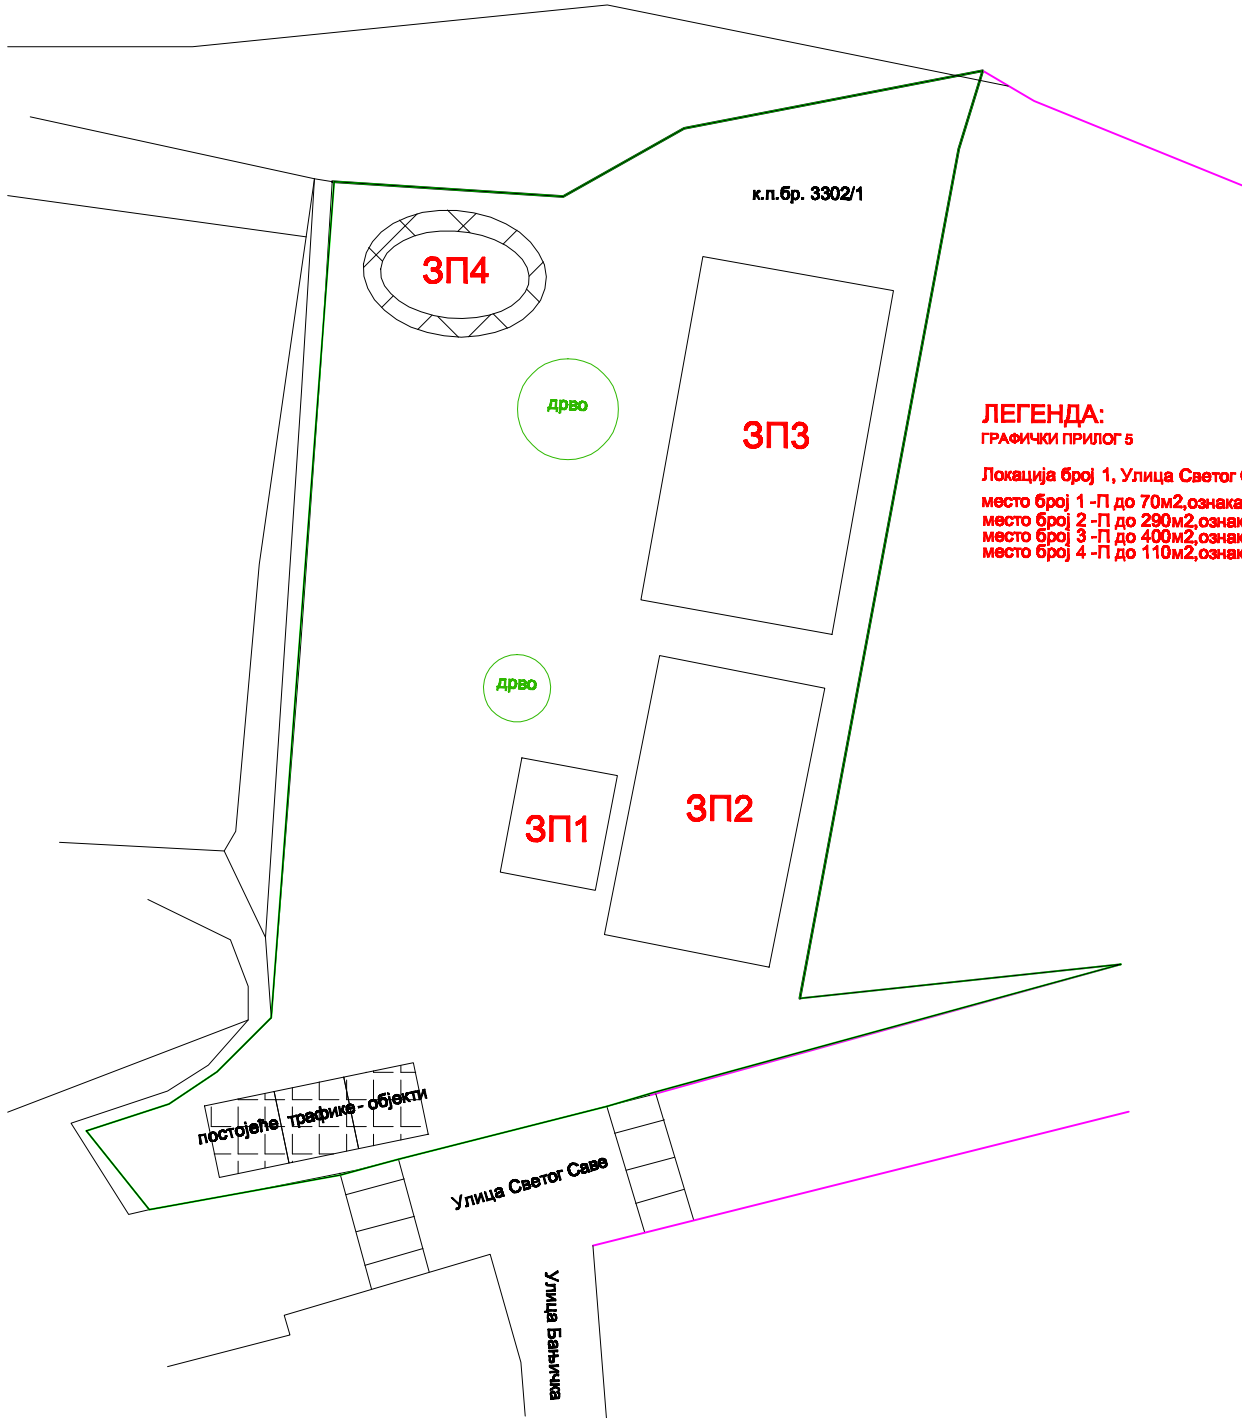 к.п.бр. 3302/1
ЗП4
дрво
ЗП3
ЛЕГЕНДА:
ГРАФИЧКИ ПРИЛОГ 5
Локација број 1, Улица Светог
место број 1 -П до 70м2,ознака
место број 2 -П до 290м2,ознак
место број 3 -П до 400м2,ознак
место број 4 -П до 110м2,ознак
дрво
ЗП2
ЗП1
постојеће трафике - објекти
Улица Светог Саве
Улица Бањичка